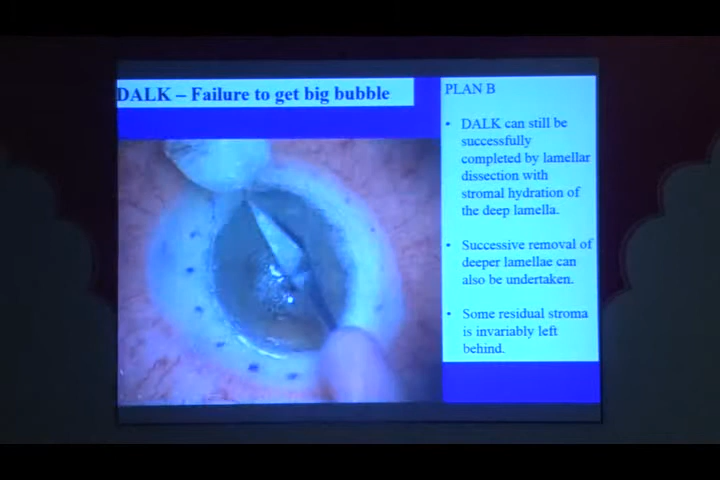 DALK – Failure to get big bubble
PLAN B
• DALK can still be
successfully
completed by lamellar
dissection with
stromal hydration of
the deep lamella.
• Successive removal of
deeper lamellae can
also be undertaken.
• Some residual stroma
is invariably left
behind.